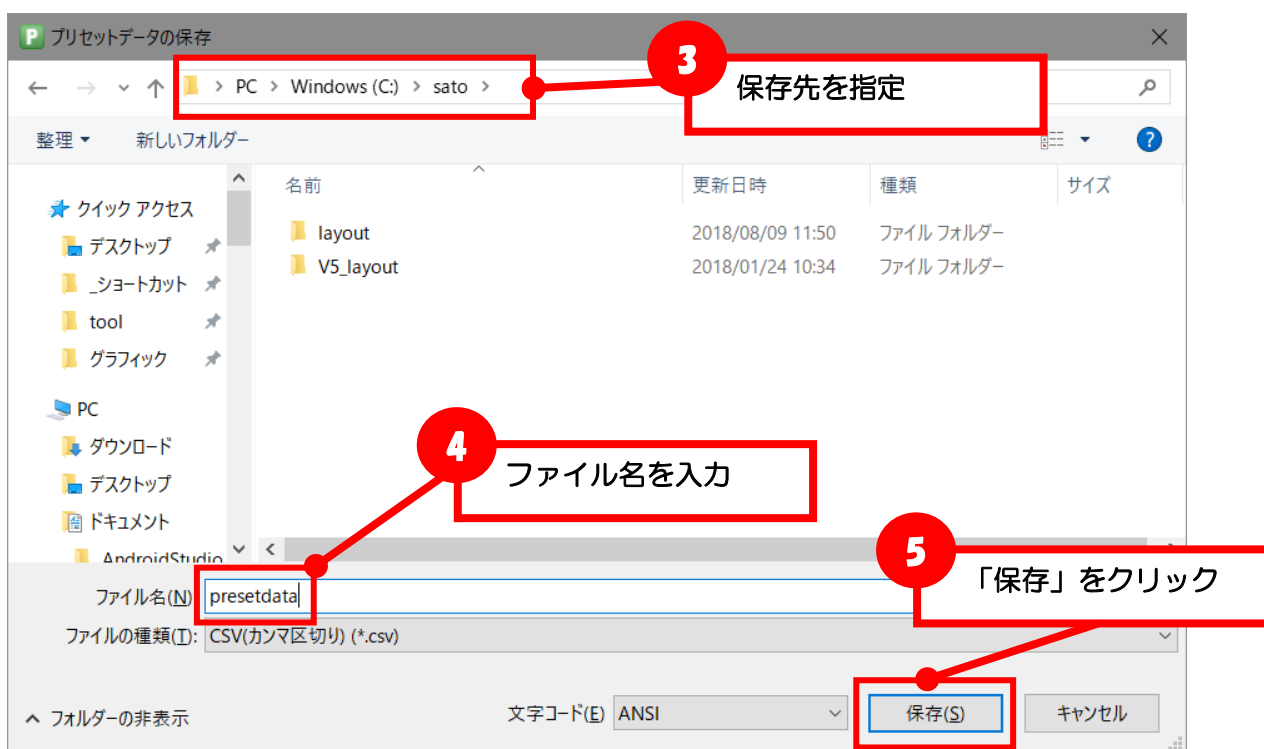 プリセットデータの保存
3
保存先を指定
PC > Windows (C:) > sato >
整理 新しいフォルダー
?
名前 更新日時 種類 サイズ
クイック アクセス
デスクトップ
_ショートカット
tool
グラフィック
PC
ダウンロード
デスクトップ
ドキュメント
AndroidStudio
layout 2018/08/09 11:50 ファイル フォルダー
V5_layout 2018/01/24 10:34 ファイル フォルダー
4
ファイル名を入力
5
「保存」をクリック
ファイル名(N) presetdata
ファイルの種類(T): CSV(カンマ区切り) (*.csv)
フォルダーの非表示
文字コード(E) ANSI
保存(S)
キャンセル